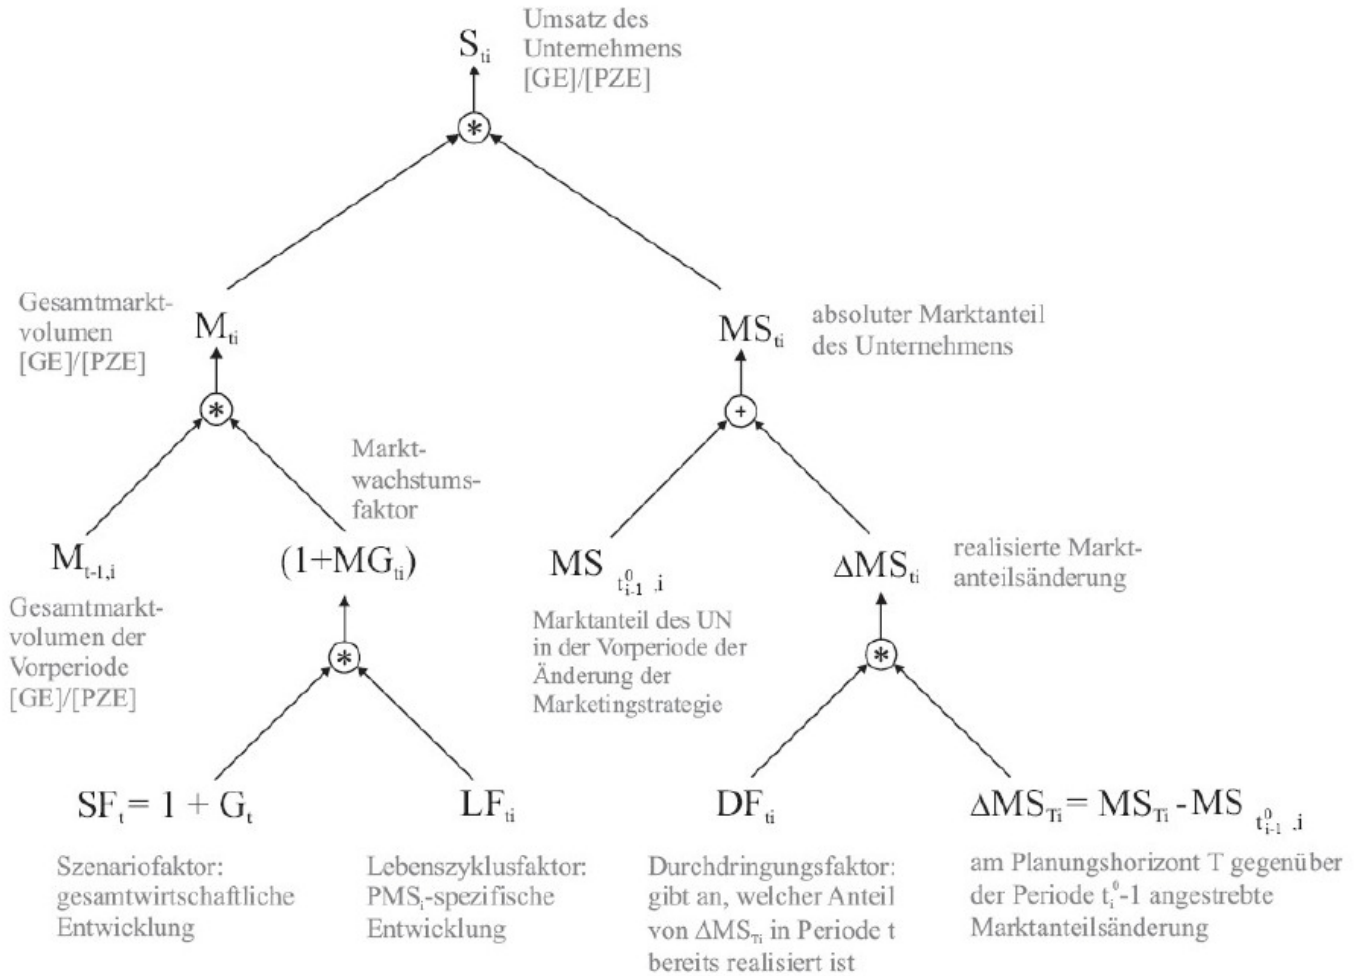 S_ti
Umsatz des
Unternehmens
[GE]/[PZE]
*
Gesamtmarkt-
volumen
[GE]/[PZE]
M_ti
*
MS_ti
absoluter Marktanteil
des Unternehmens
+
Markt-
wachstums-
faktor
M_t-1,i
Gesamtmarkt-
volumen der
Vorperiode
[GE]/[PZE]
(1+MG_ti)
*
MS t⁰_i-1 ,i
Marktanteil des UN
in der Vorperiode der
Änderung der
Marketingstrategie
ΔMS_ti
realisierte Markt-
anteilsänderung
*
SF_t = 1 + G_t
Szenariofaktor:
gesamtwirtschaftliche
Entwicklung
LF_ti
Lebenszyklusfaktor:
PMS_i-spezifische
Entwicklung
DF_ti
Durchdringungsfaktor:
gibt an, welcher Anteil
von ΔMS_Ti in Periode t
bereits realisiert ist
ΔMS_Ti = MS_Ti - MS t⁰_i-1 ,i
am Planungshorizont T gegenüber
der Periode t_i⁰-1 angestrebte
Marktanteilsänderung